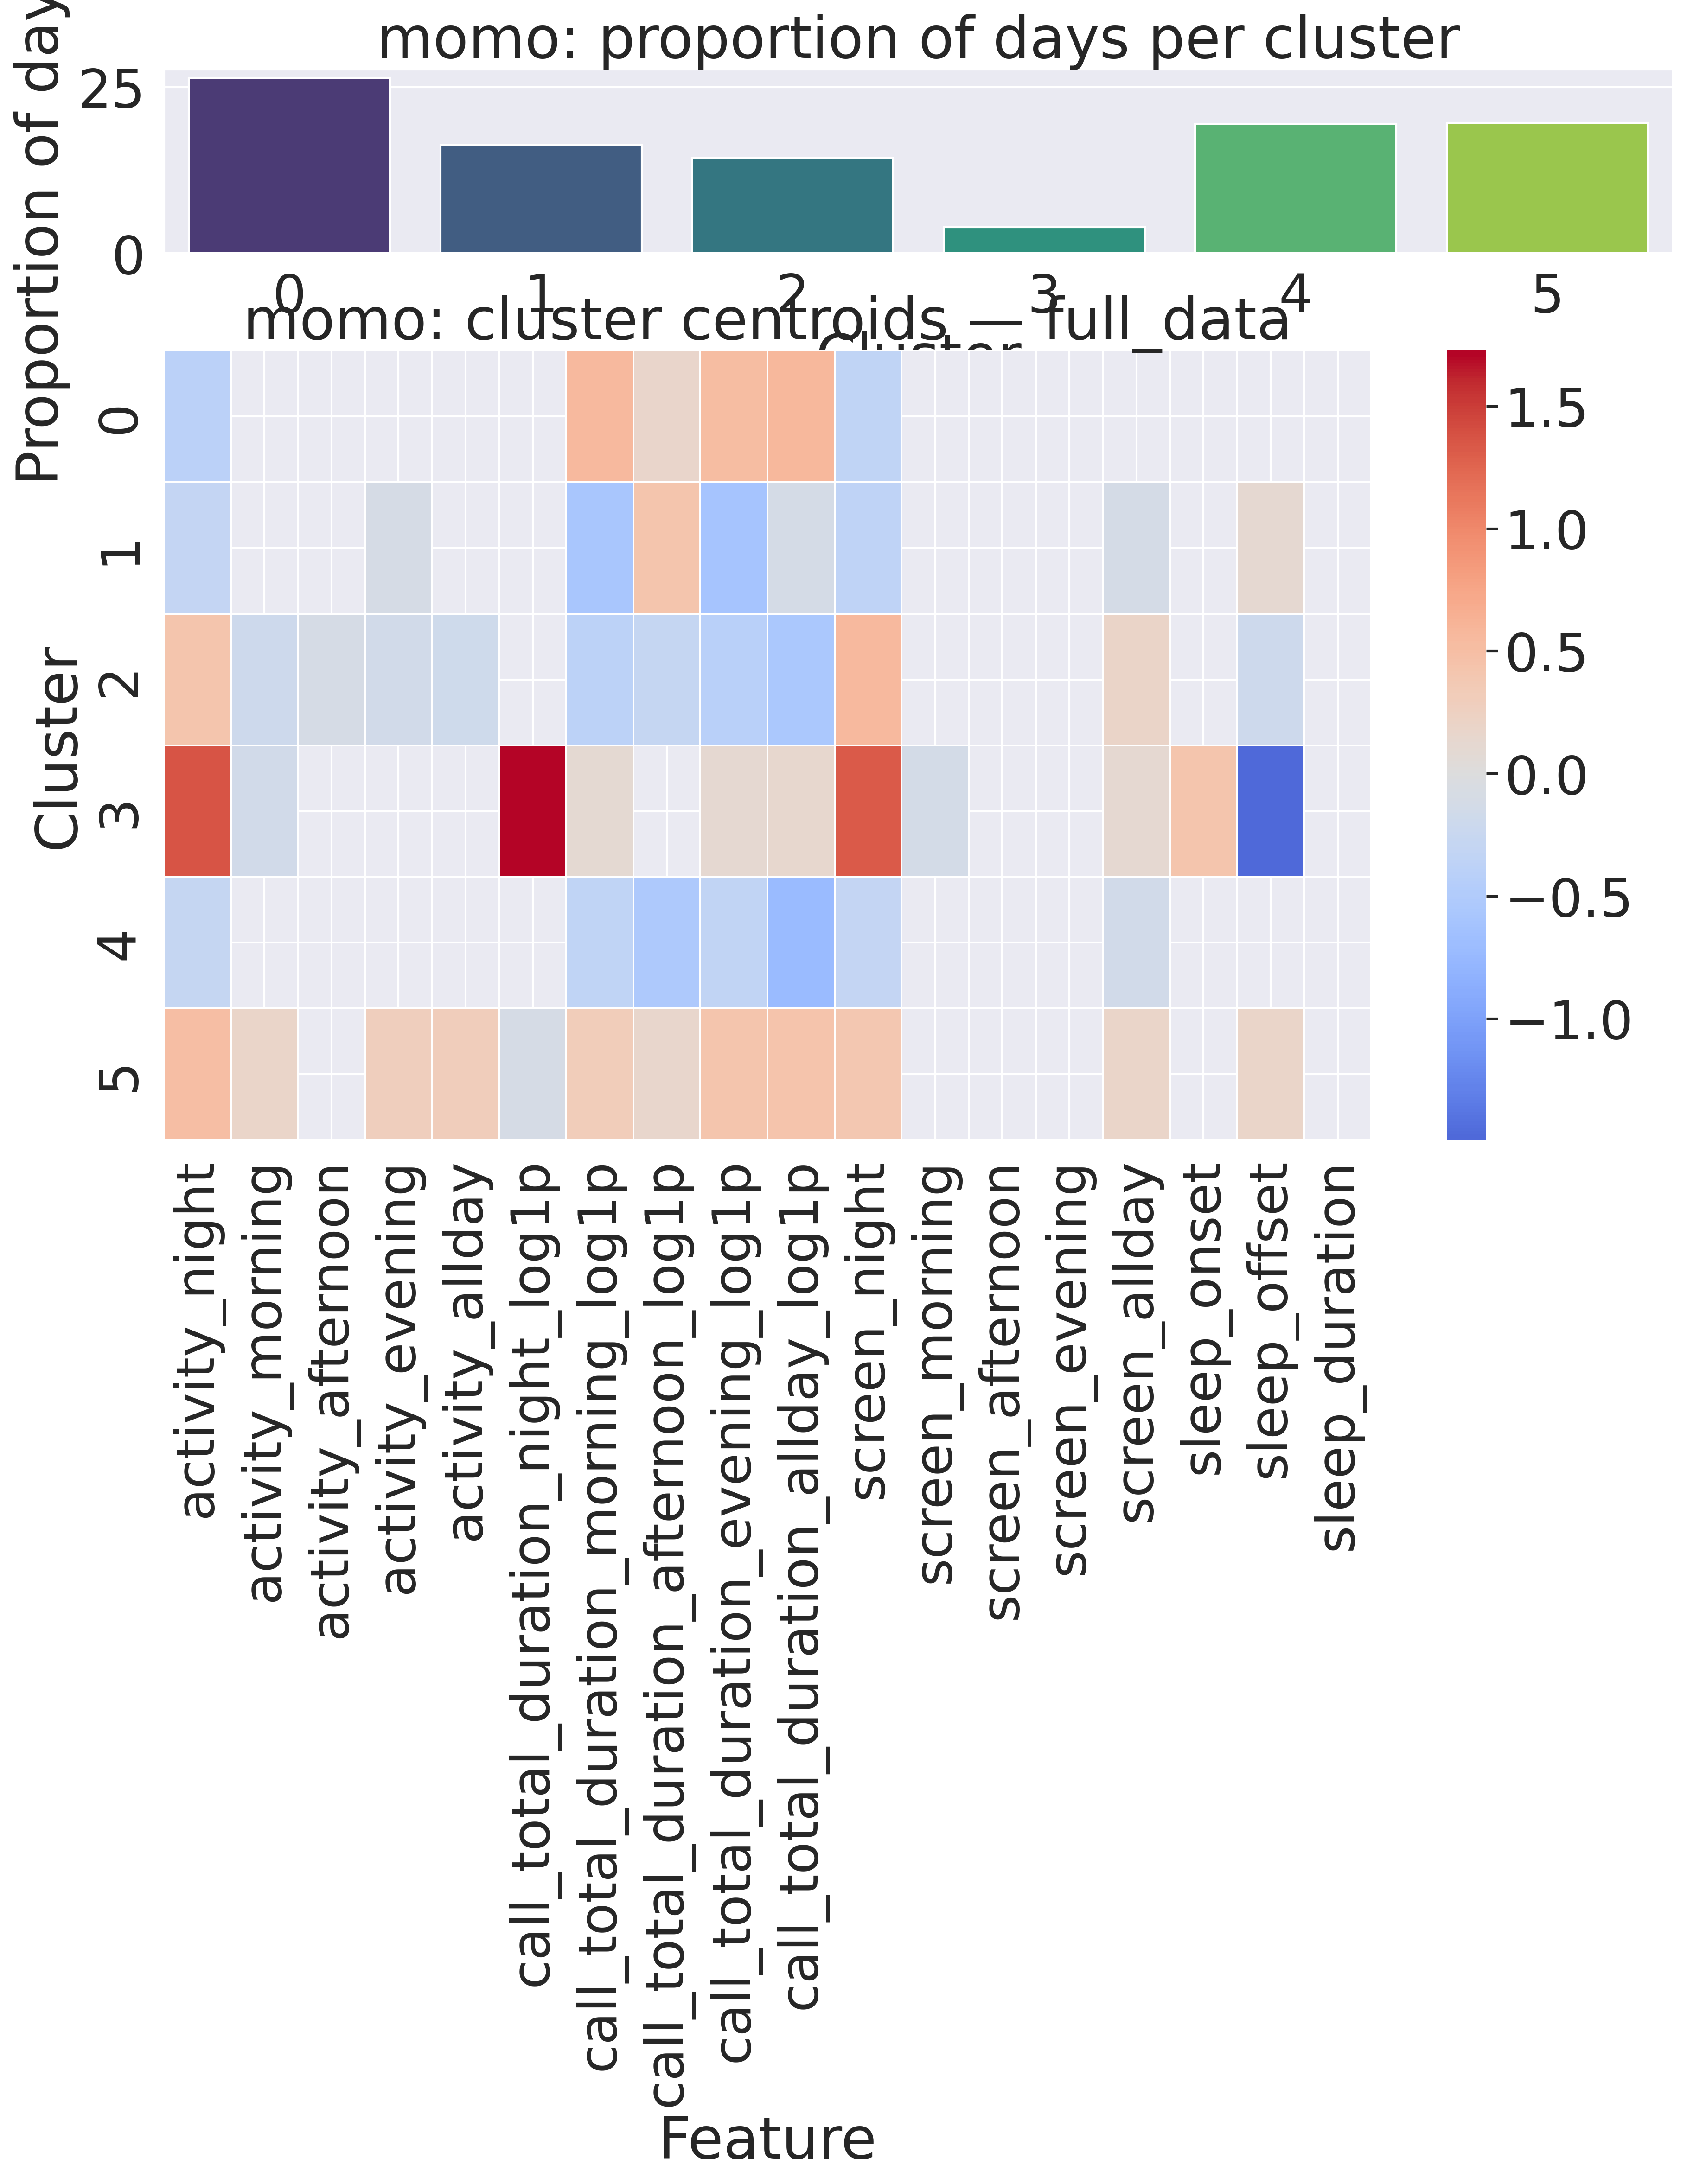 momo: proportion of days per cluster
Proportion of day
25
0
0
1
2
3
4
5
Cluster
momo: cluster centroids — full_data
Cluster
0
1
2
3
4
5
1.5
1.0
0.5
0.0
−0.5
−1.0
activity_night
activity_morning
activity_afternoon
activity_evening
activity_allday
call_total_duration_night_log1p
call_total_duration_morning_log1p
call_total_duration_afternoon_log1p
call_total_duration_evening_log1p
call_total_duration_allday_log1p
screen_night
screen_morning
screen_afternoon
screen_evening
screen_allday
sleep_onset
sleep_offset
sleep_duration
Feature